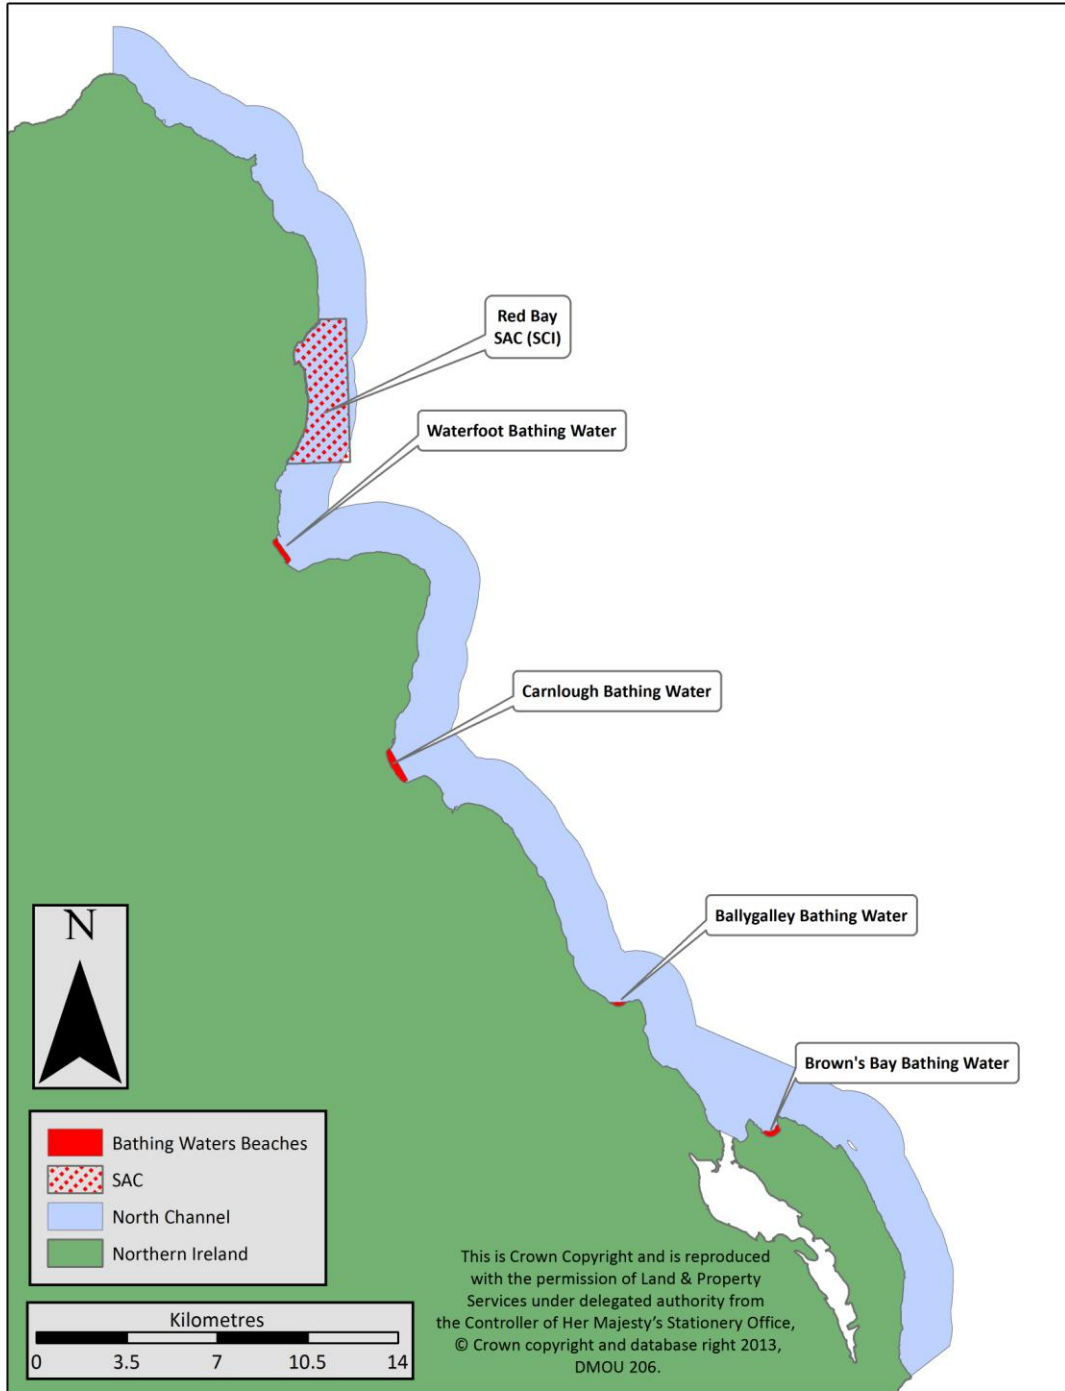 Red Bay
SAC (SCI)
Waterfoot Bathing Water
Carnlough Bathing Water
Ballygalley Bathing Water
Brown's Bay Bathing Water
N
Bathing Waters Beaches
SAC
North Channel
Northern Ireland
Kilometres
0 3.5 7 10.5 14
This is Crown Copyright and is reproduced
with the permission of Land & Property
Services under delegated authority from
the Controller of Her Majesty’s Stationery Office,
© Crown copyright and database right 2013,
DMOU 206.